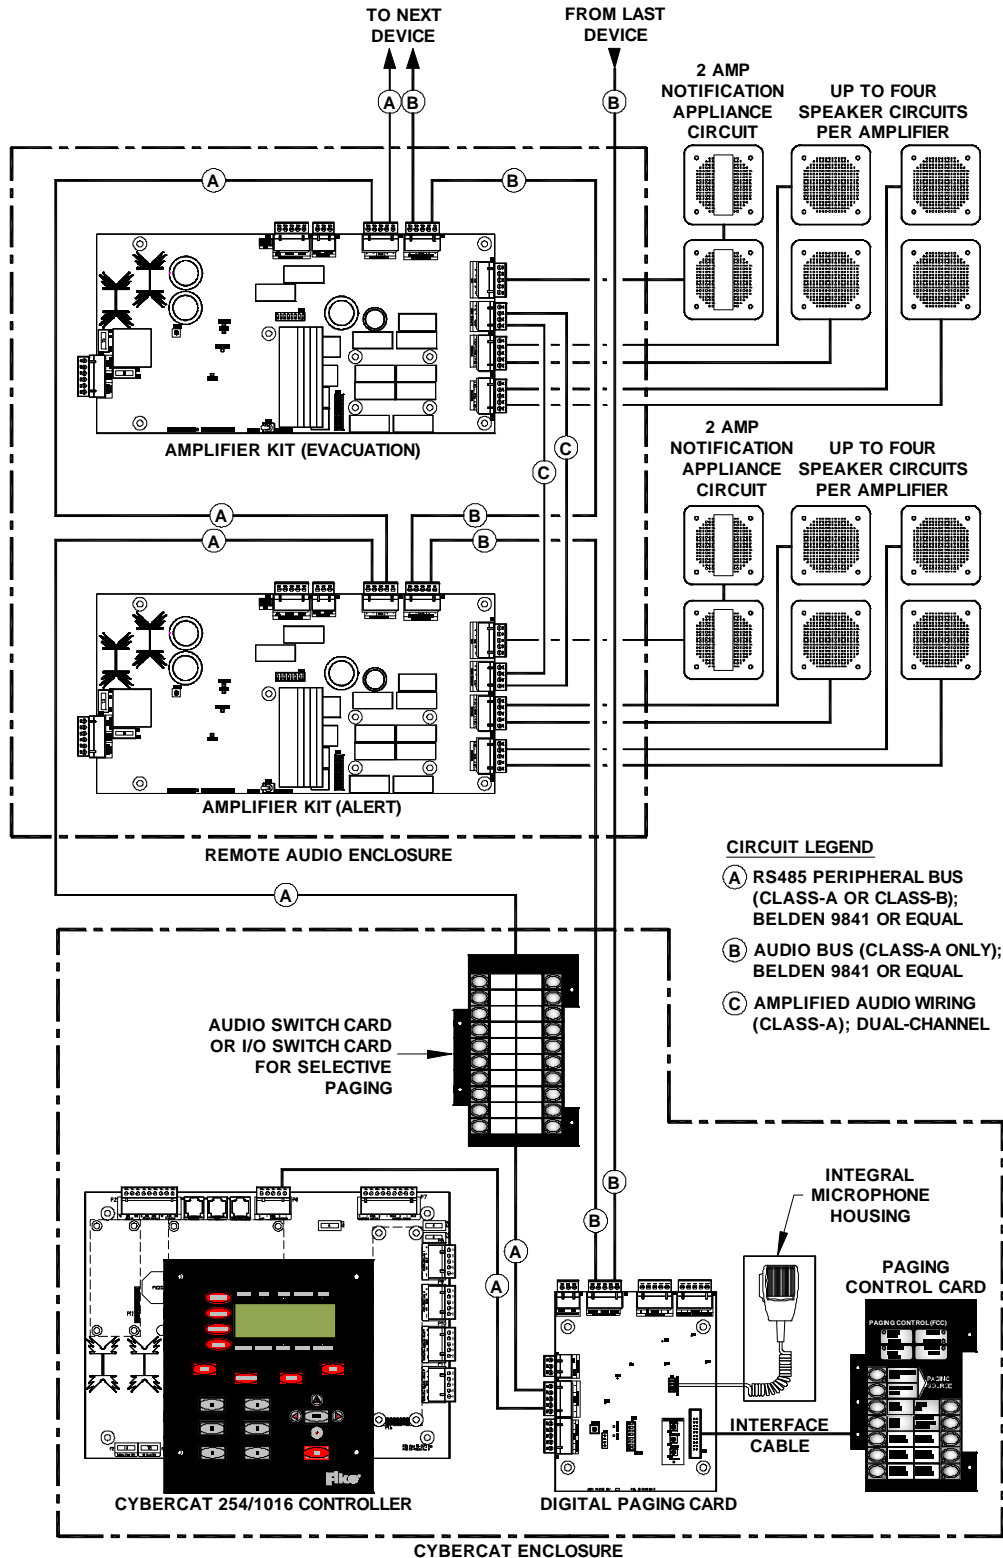 TO NEXT
DEVICE
FROM LAST
DEVICE
A
B
B
2 AMP
NOTIFICATION
APPLIANCE
CIRCUIT
UP TO FOUR
SPEAKER CIRCUITS
PER AMPLIFIER
A
B
AMPLIFIER KIT (EVACUATION)
C
C
2 AMP
NOTIFICATION
APPLIANCE
CIRCUIT
UP TO FOUR
SPEAKER CIRCUITS
PER AMPLIFIER
A
B
A
B
AMPLIFIER KIT (ALERT)
REMOTE AUDIO ENCLOSURE
CIRCUIT LEGEND
A RS485 PERIPHERAL BUS
(CLASS-A OR CLASS-B);
BELDEN 9841 OR EQUAL
B AUDIO BUS (CLASS-A ONLY);
BELDEN 9841 OR EQUAL
C AMPLIFIED AUDIO WIRING
(CLASS-A); DUAL-CHANNEL
A
AUDIO SWITCH CARD
OR I/O SWITCH CARD
FOR SELECTIVE
PAGING
P2
P6
P7
B
B
A
A
INTEGRAL
MICROPHONE
HOUSING
PAGING
CONTROL CARD
PAGING CONTROL (FCC)
PAGING
SOURCE
INTERFACE
CABLE
Fike
CYBERCAT 254/1016 CONTROLLER
DIGITAL PAGING CARD
CYBERCAT ENCLOSURE